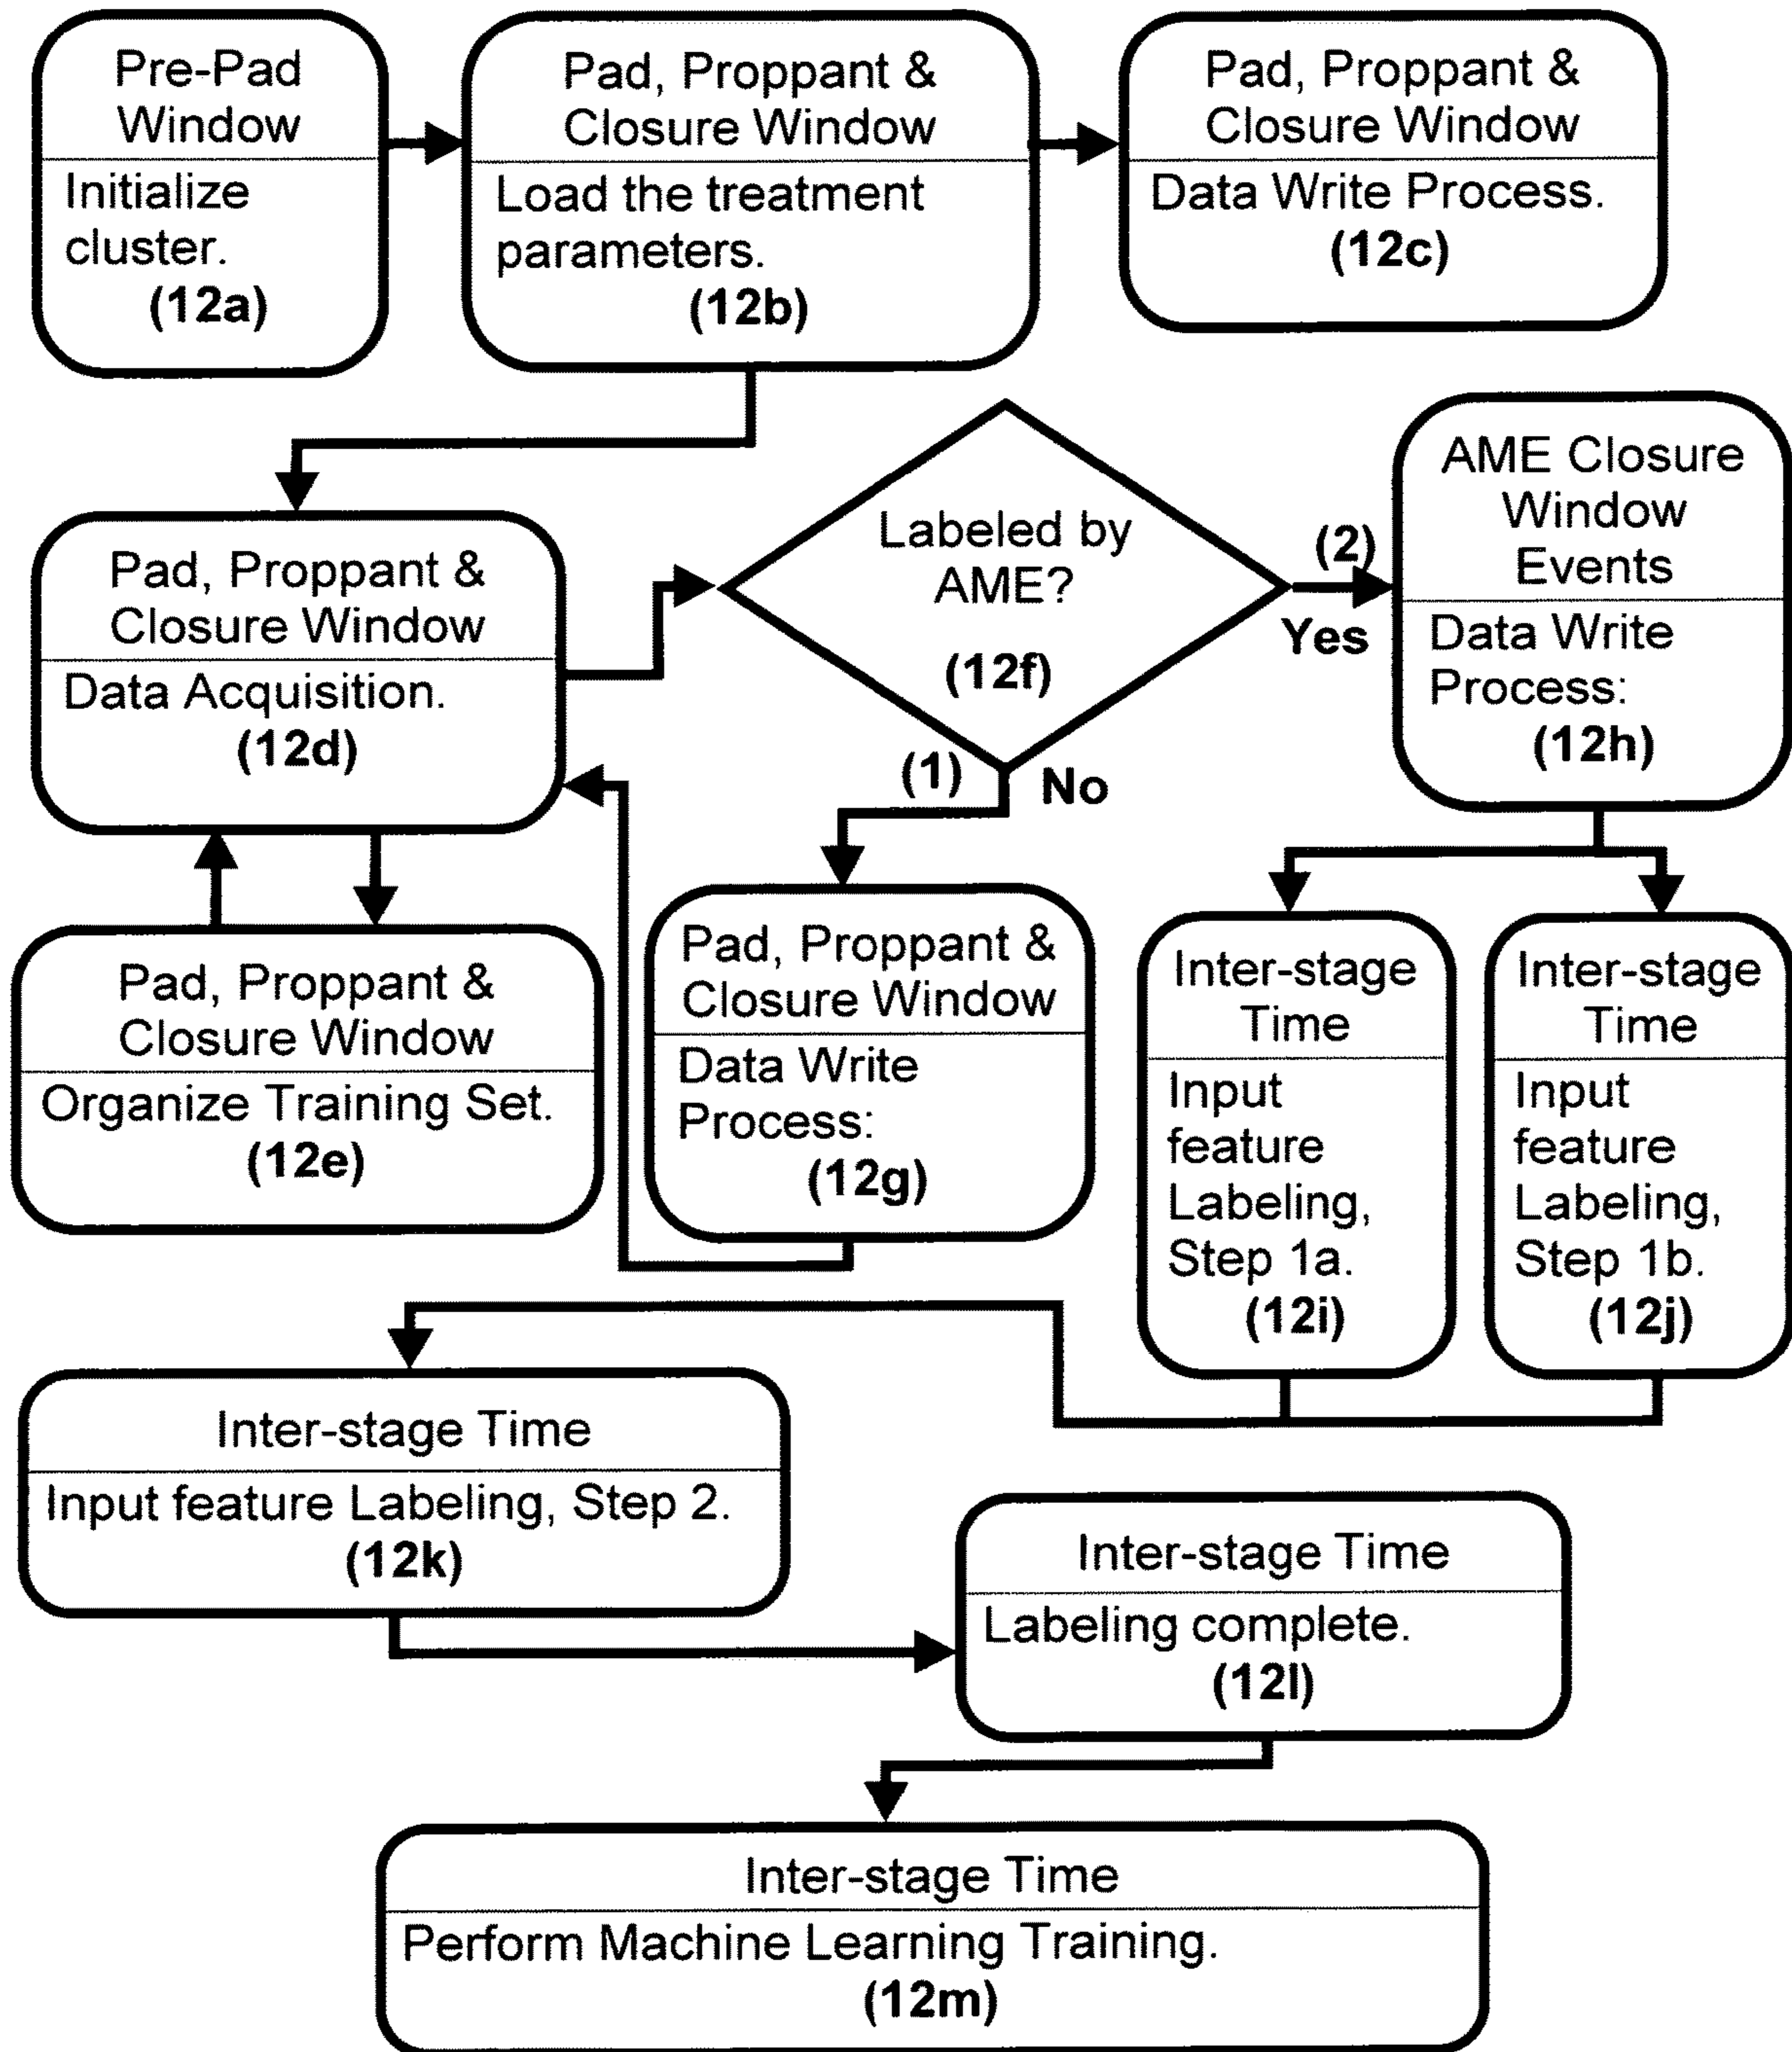 Pre-Pad
Window
Initialize
cluster.
(12a)
Pad, Proppant &
Closure Window
Load the treatment
parameters.
(12b)
Pad, Proppant &
Closure Window
Data Write Process.
(12c)
Pad, Proppant &
Closure Window
Data Acquisition.
(12d)
Labeled by
AME?
(12f)
(2)
Yes
(1)
No
AME Closure
Window
Events
Data Write
Process:
(12h)
Pad, Proppant &
Closure Window
Organize Training Set.
(12e)
Pad, Proppant &
Closure Window
Data Write
Process:
(12g)
Inter-stage
Time
Input
feature
Labeling,
Step 1a.
(12i)
Inter-stage
Time
Input
feature
Labeling,
Step 1b.
(12j)
Inter-stage Time
Input feature Labeling, Step 2.
(12k)
Inter-stage Time
Labeling complete.
(12l)
Inter-stage Time
Perform Machine Learning Training.
(12m)